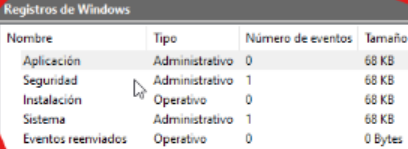 Registros de Windows
Nombre Tipo Número de eventos Tamaño
Aplicación Administrativo 0 68 KB
Seguridad Administrativo 1 68 KB
Instalación Operativo 0 68 KB
Sistema Administrativo 1 68 KB
Eventos reenviados Operativo 0 0 Bytes